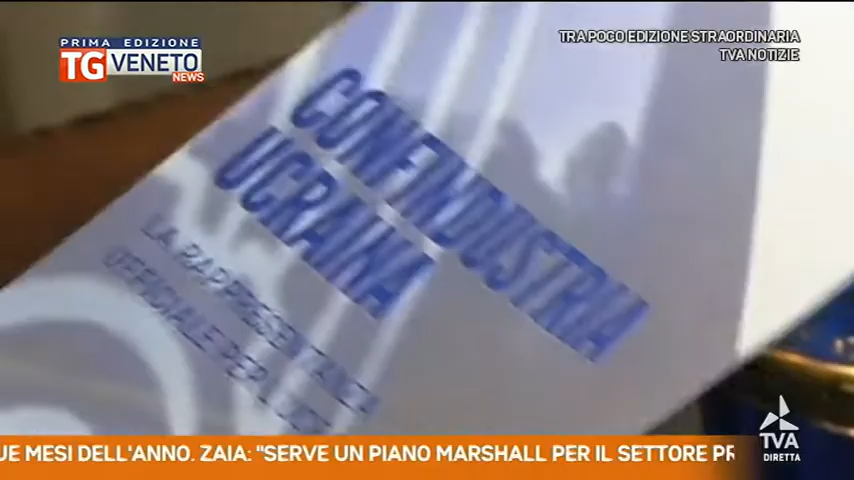 PRIMA EDIZIONE
TG VENETO
NEWS
TRA POCO EDIZIONE STRAORDINARIA
TVA NOTIZIE
CONFINDUSTRIA
UCRAINA
LA RAPPRESENTANZA
UFFICIALE PER
UE MESI DELL'ANNO. ZAIA: "SERVE UN PIANO MARSHALL PER IL SETTORE PR
TVA
DIRETTA